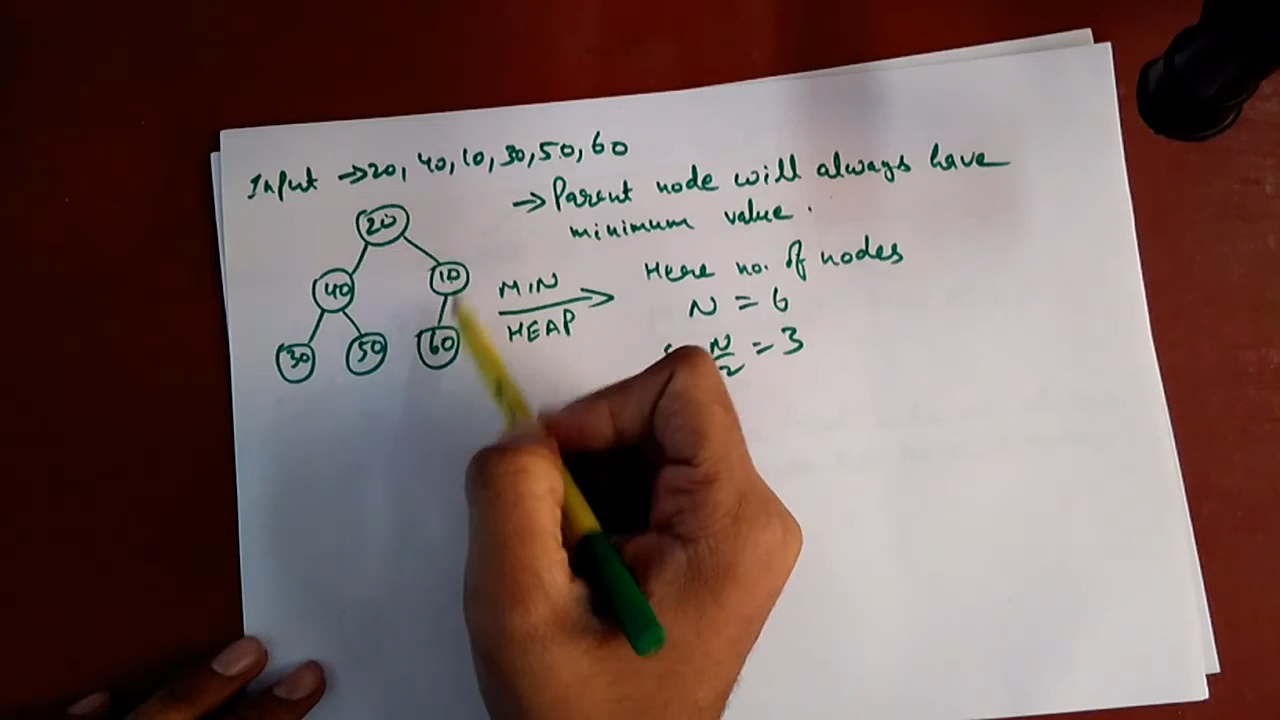 Input → 20, 40, 10, 30, 50, 60
→ Parent node will always have
minimum value.
20
40 10
30 50 60
MIN
HEAP
Here no. of nodes
N = 6
N/2 = 3